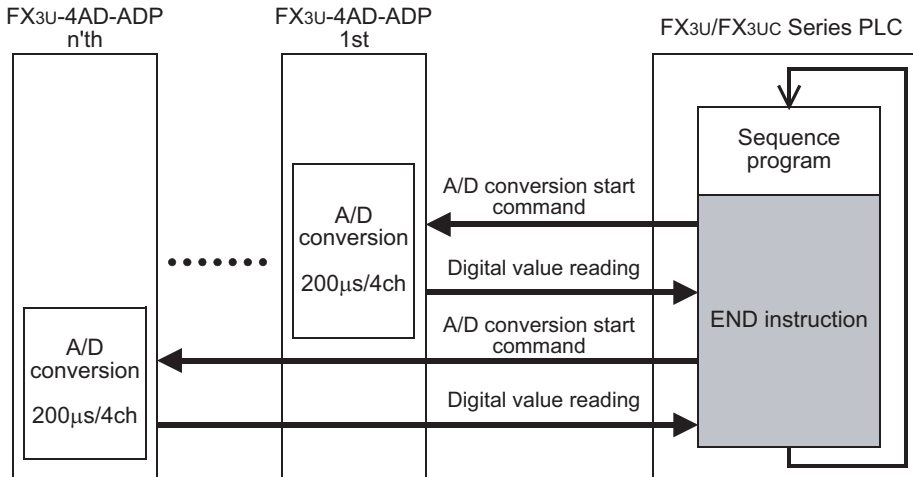 FX3U-4AD-ADP
n'th
FX3U-4AD-ADP
1st
FX3U/FX3UC Series PLC
Sequence
program
A/D conversion start
command
A/D
conversion
200µs/4ch
Digital value reading
END instruction
A/D conversion start
command
A/D
conversion
200µs/4ch
Digital value reading